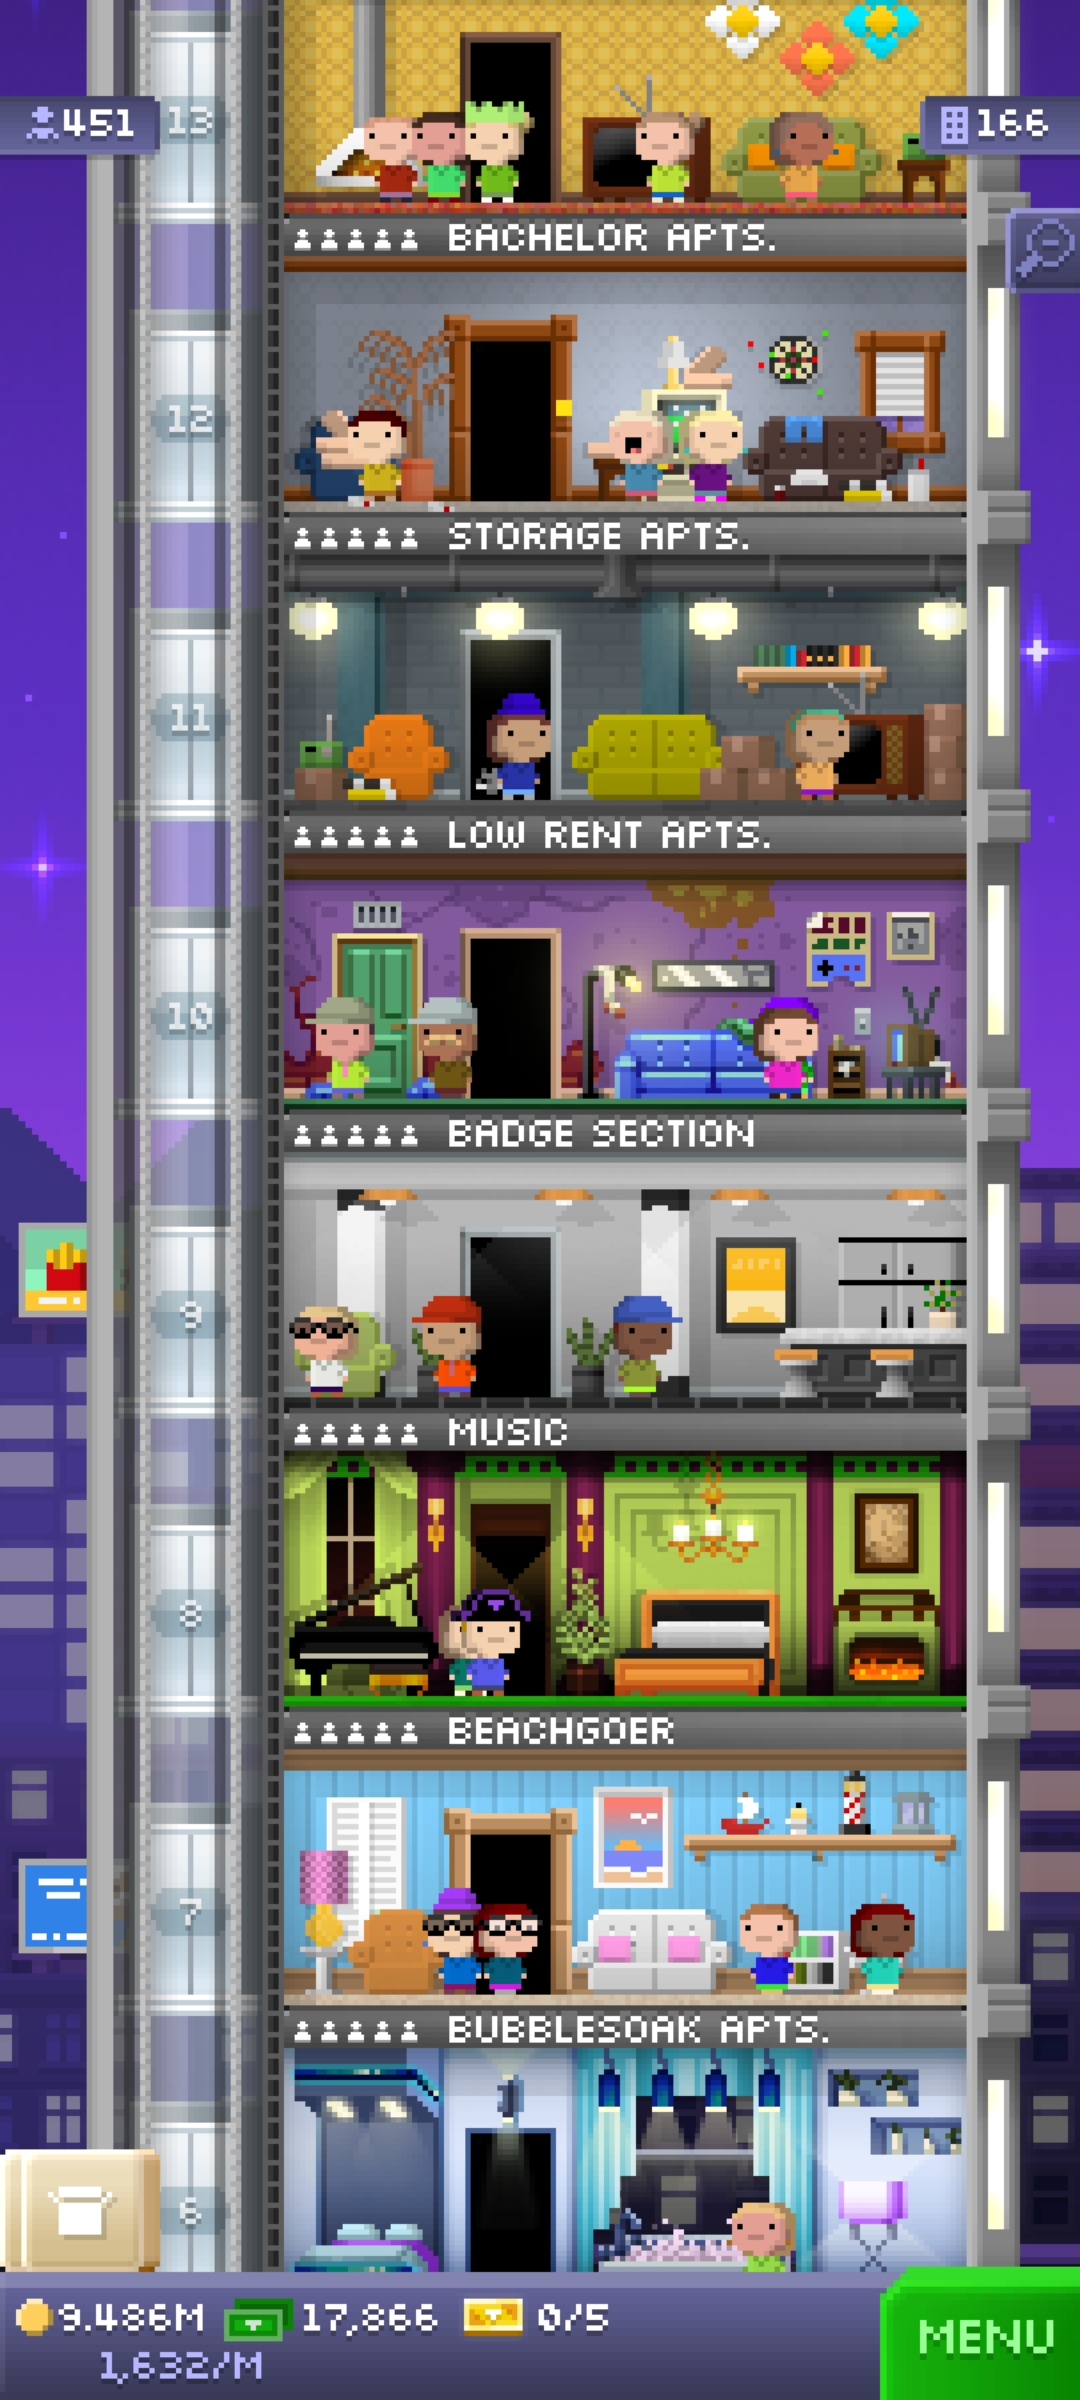 451
13
166
BACHELOR APTS.
12
STORAGE APTS.
11
LOW RENT APTS.
10
BADGE SECTION
9
MUSIC
8
BEACHGOER
7
BUBBLESOAK APTS.
6
9.486M
17,866
0/5
MENU
1,632/M